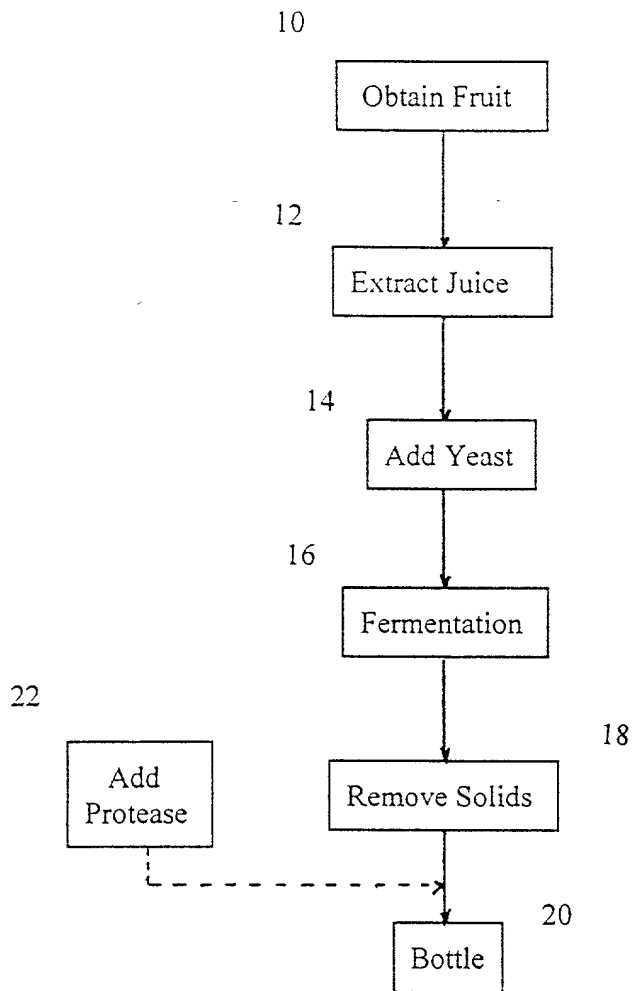 10
Obtain Fruit
12
Extract Juice
14
Add Yeast
16
Fermentation
22
18
Add
Protease
Remove Solids
20
Bottle